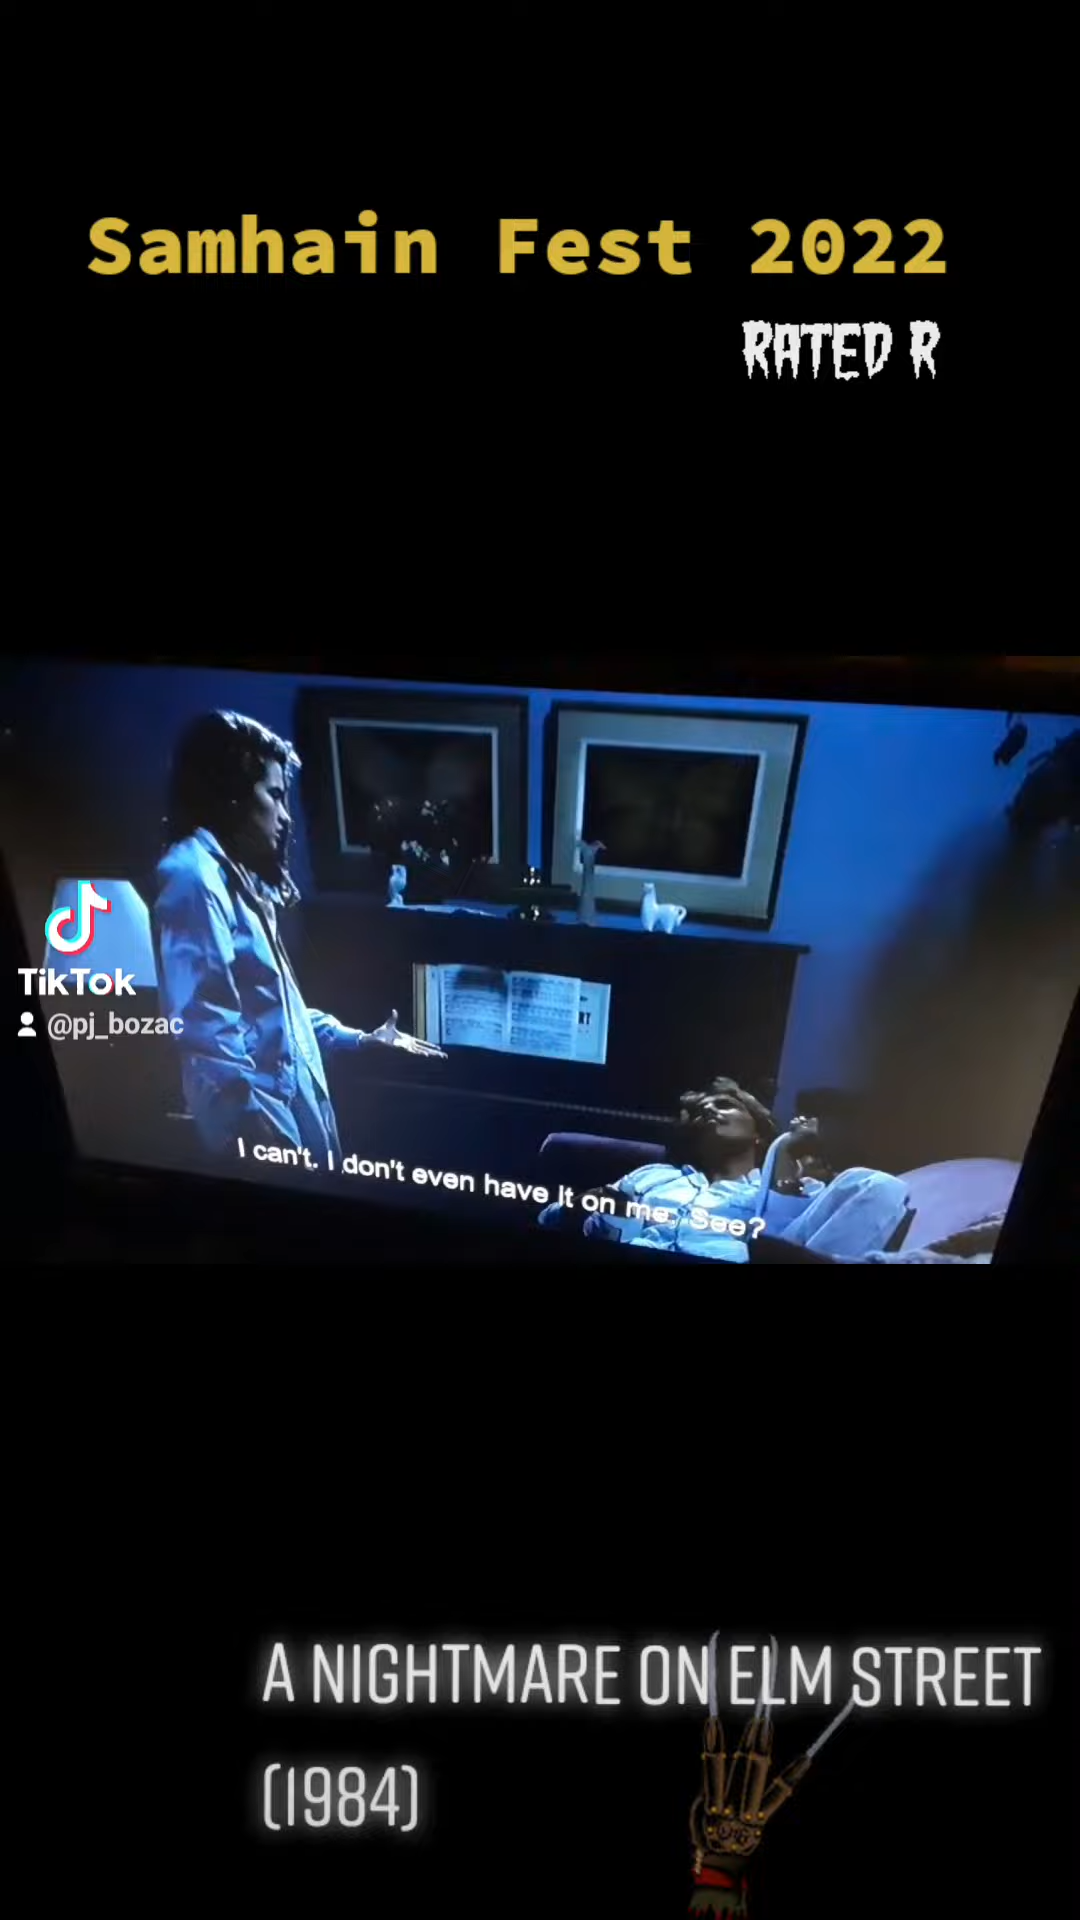 Samhain Fest 2022
RATED R
TikTok
@pj_bozac
I can't. I don't even have it on me. See?
A NIGHTMARE ON ELM STREET
(1984)